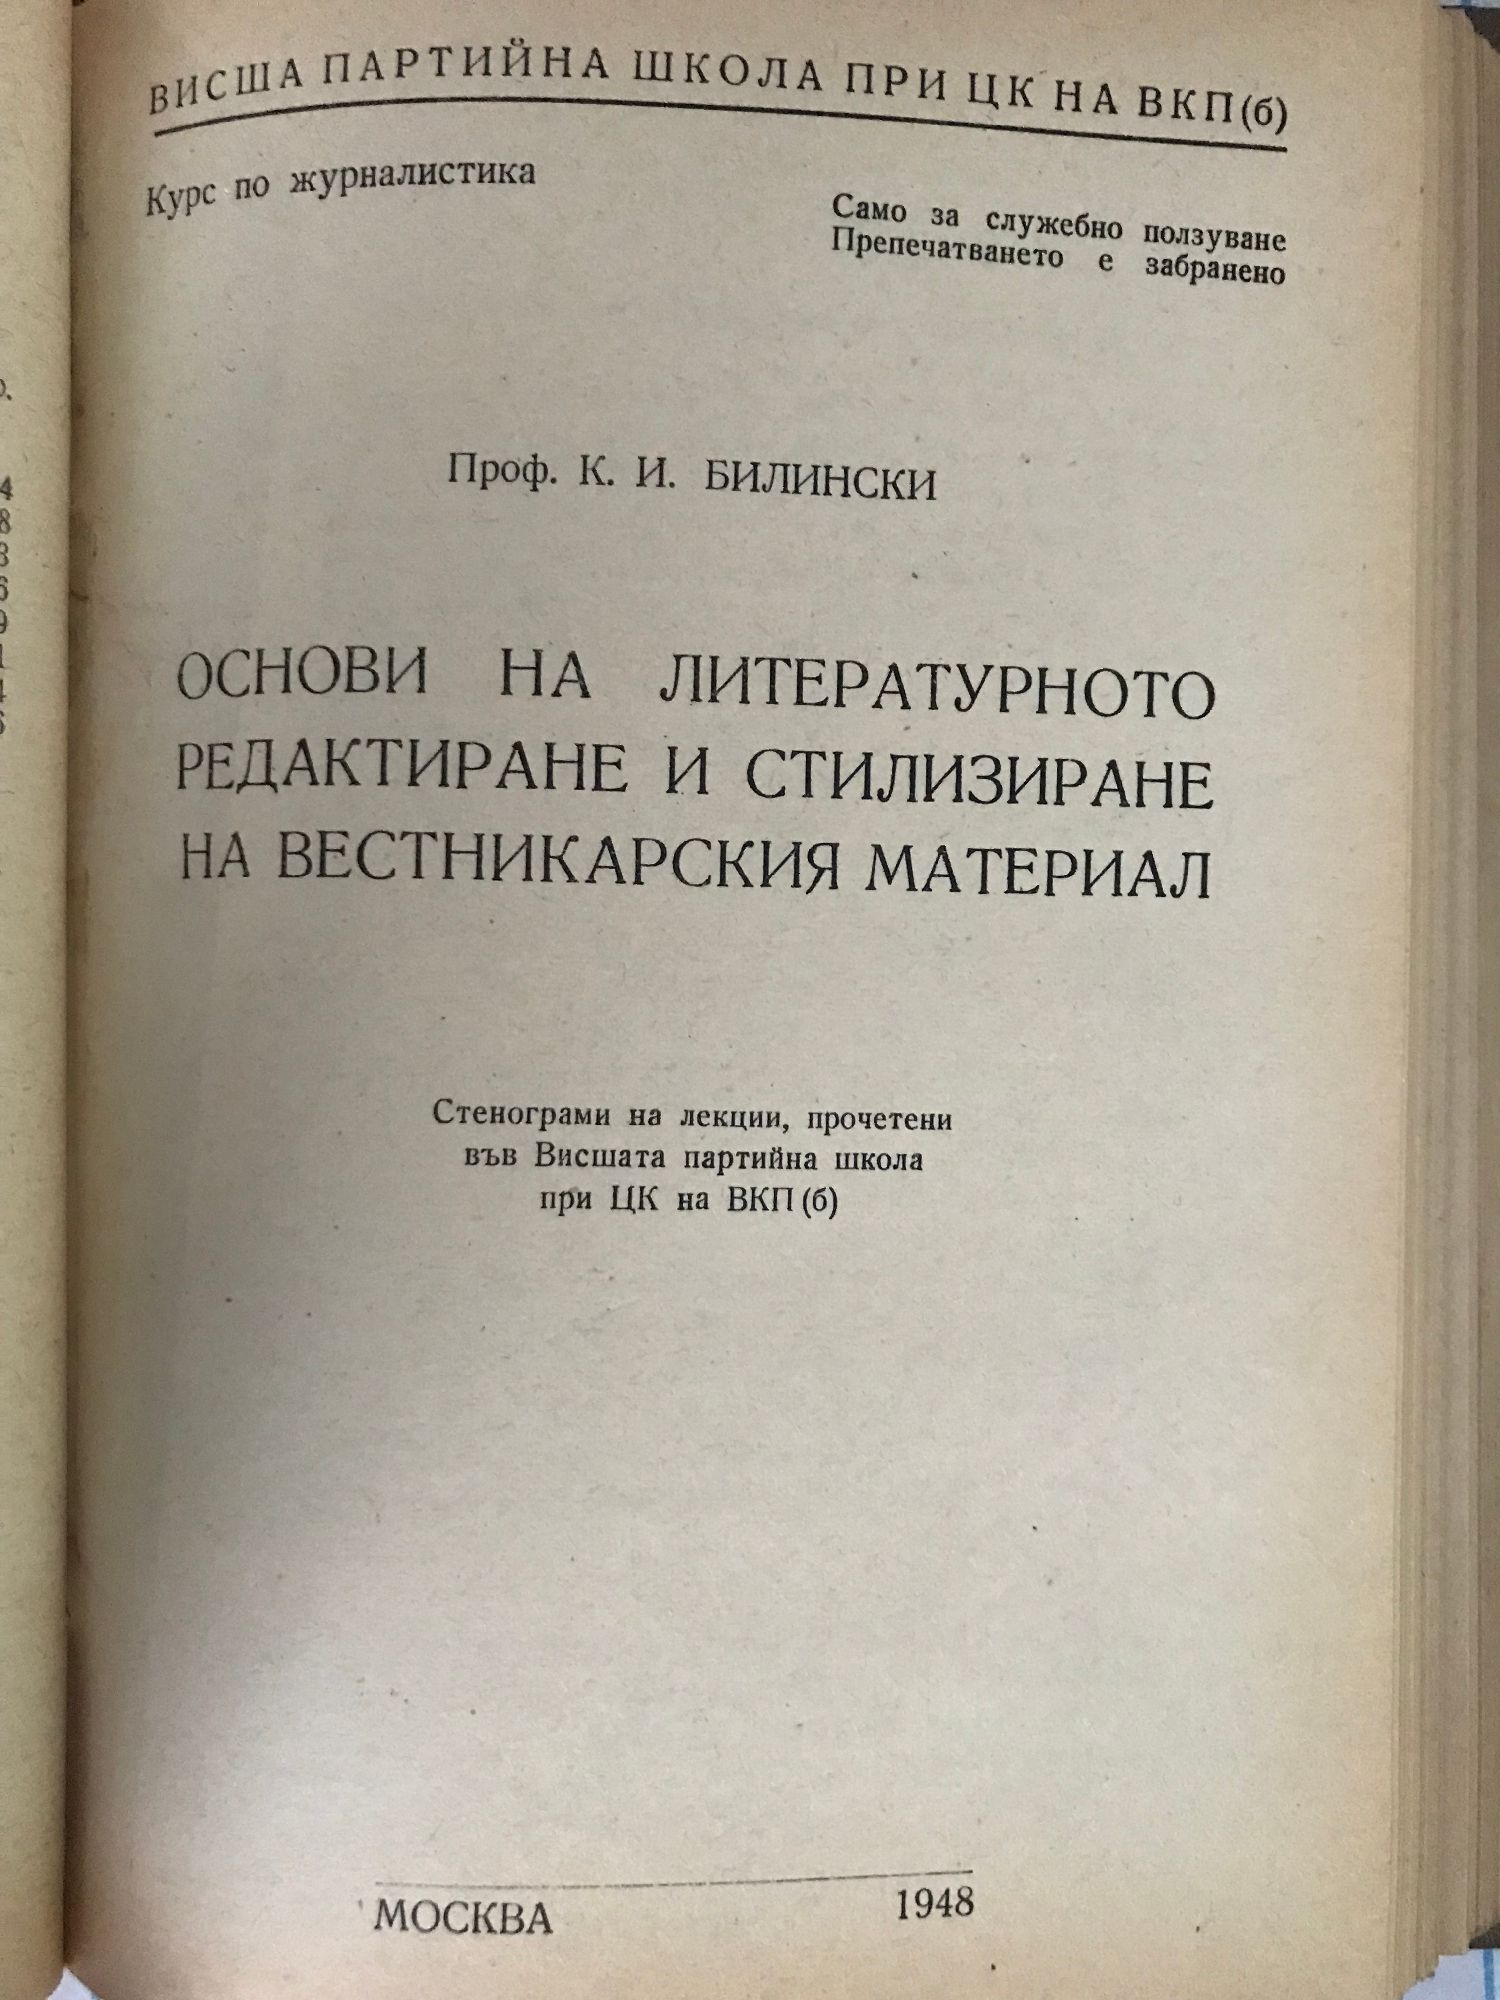 ВИСША ПАРТИЙНА ШКОЛА ПРИ ЦК НА ВКП(б)
Курс по журналистика
Само за служебно ползуване
Препечатването е забранено
Проф. К. И. БИЛИНСКИ
ОСНОВИ НА ЛИТЕРАТУРНОТО
РЕДАКТИРАНЕ И СТИЛИЗИРАНЕ
НА ВЕСТНИКАРСКИЯ МАТЕРИАЛ
Стенограми на лекции, прочетени
във Висшата партийна школа
при ЦК на ВКП(б)
МОСКВА 1948